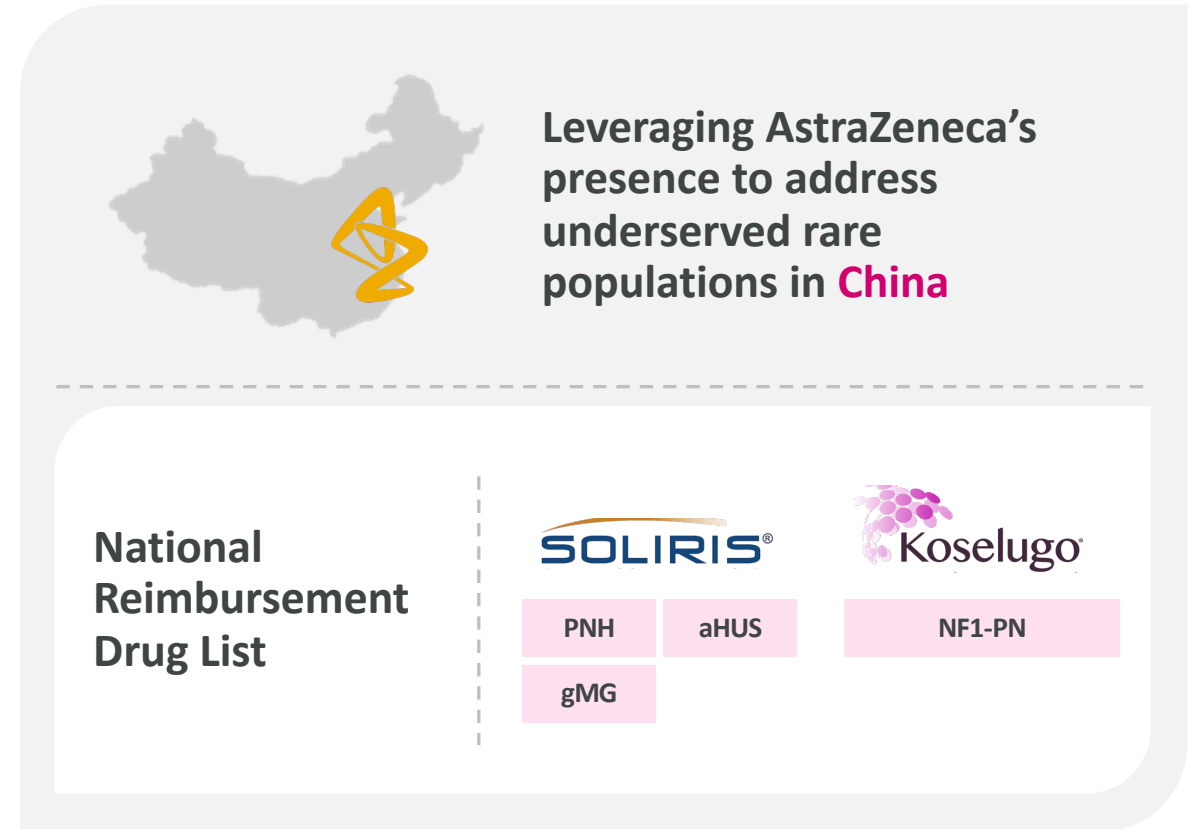 Leveraging AstraZeneca’s
presence to address
underserved rare
populations in China
National
Reimbursement
Drug List
SOLIRIS®
Koselugo
PNH
aHUS
NF1-PN
gMG